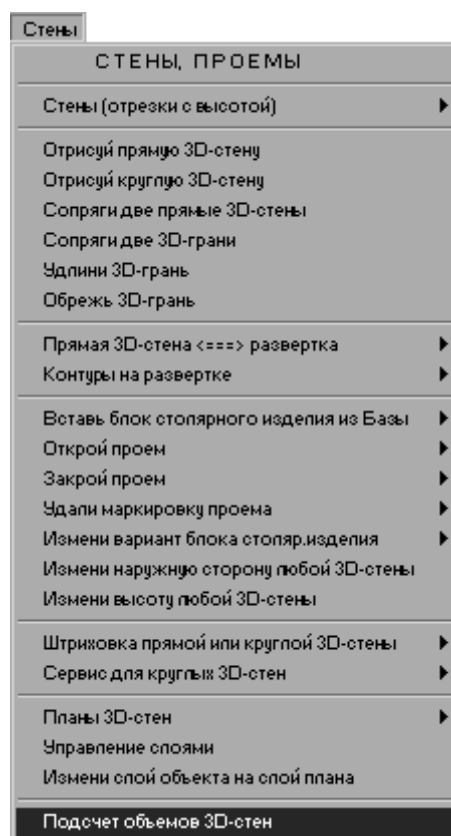 Стены
СТЕНЫ, ПРОЕМЫ
Стены (отрезки с высотой)
Отрисуй прямую 3D-стену
Отрисуй круглую 3D-стену
Сопряги две прямые 3D-стены
Сопряги две 3D-грани
Удлини 3D-грань
Обрежь 3D-грань
Прямая 3D-стена <===> развертка
Контуры на развертке
Вставь блок столярного изделия из Базы
Открой проем
Закрой проем
Удали маркировку проема
Измени вариант блока столяр.изделия
Измени наружную сторону любой 3D-стены
Измени высоту любой 3D-стены
Штриховка прямой или круглой 3D-стены
Сервис для круглых 3D-стен
Планы 3D-стен
Управление слоями
Измени слой объекта на слой плана
Подсчет объемов 3D-стен